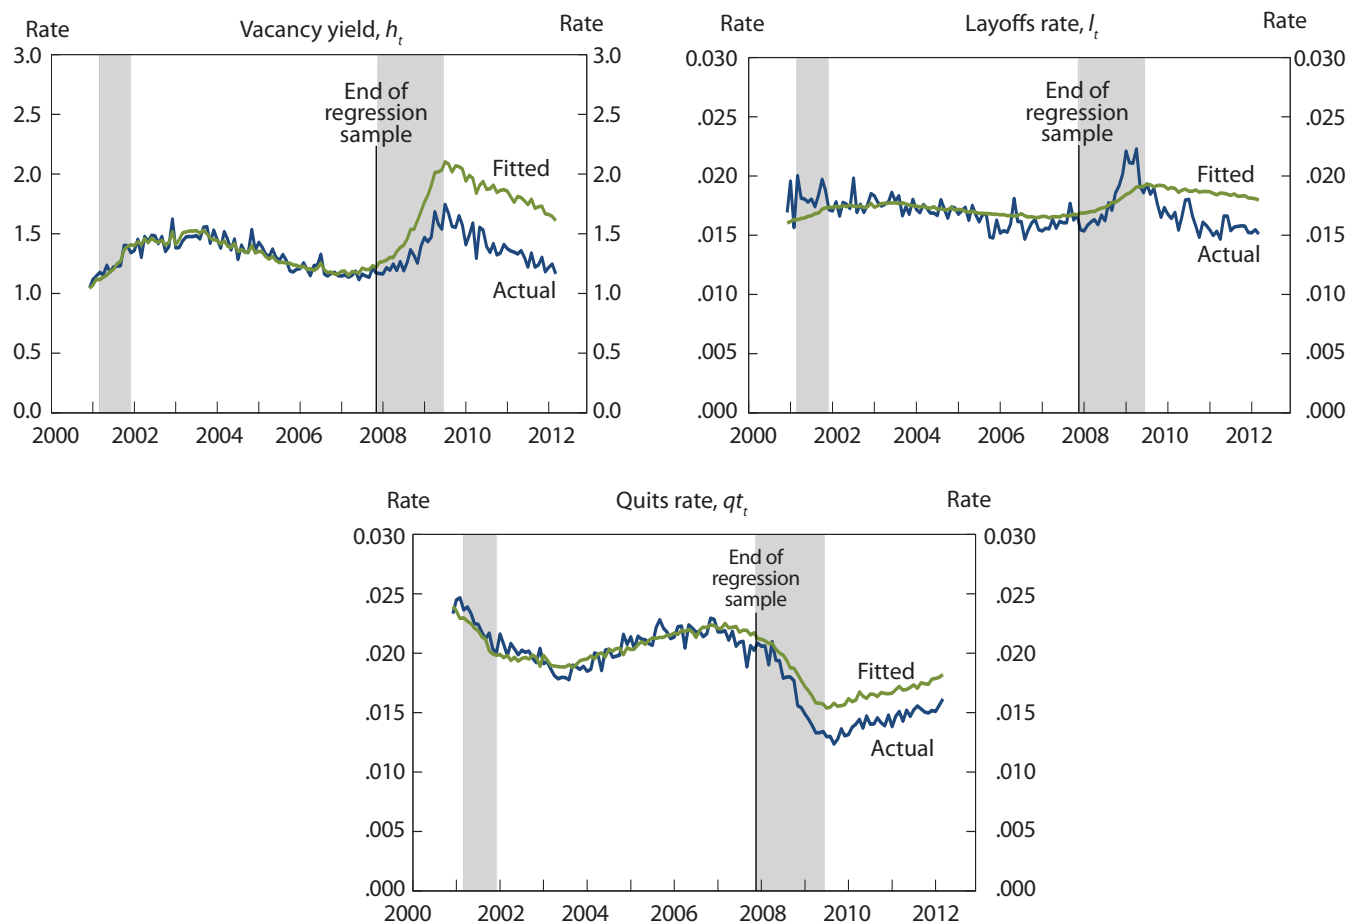 Rate Vacancy yield, hₜ Rate
3.0 3.0
End of
regression
sample
2.5 2.5
2.0 2.0
Fitted
1.5 1.5
Actual
1.0 1.0
0.5 0.5
0.0 0.0
2000 2002 2004 2006 2008 2010 2012
Rate Layoffs rate, lₜ Rate
0.030 0.030
End of
regression
sample
.025 .025
Fitted
.020 .020
.015 .015
Actual
.010 .010
.005 .005
.000 .000
2000 2002 2004 2006 2008 2010 2012
Rate Quits rate, qtₜ Rate
0.030 0.030
End of
regression
sample
.025 .025
.020 .020
Fitted
.015 .015
Actual
.010 .010
.005 .005
.000 .000
2000 2002 2004 2006 2008 2010 2012